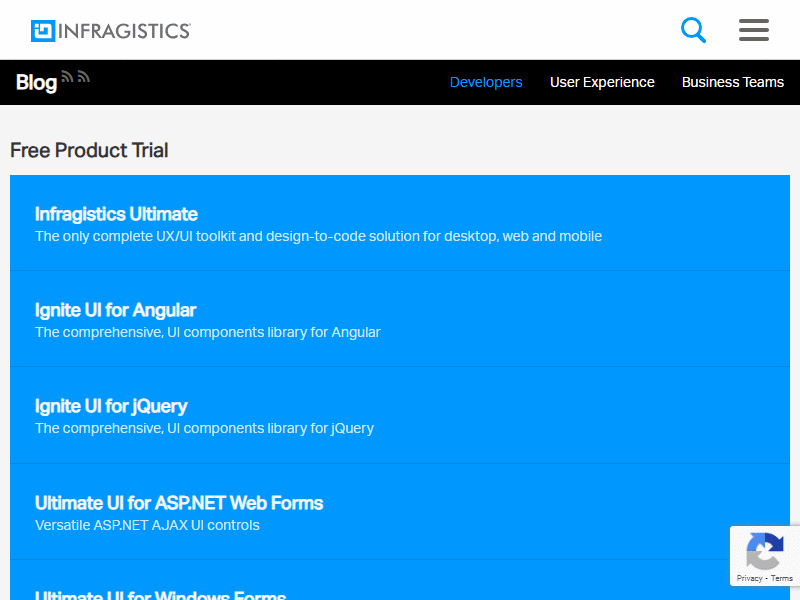 INFRAGISTICS
Blog
Developers User Experience Business Teams
Free Product Trial
Infragistics Ultimate
The only complete UX/UI toolkit and design-to-code solution for desktop, web and mobile
Ignite UI for Angular
The comprehensive, UI components library for Angular
Ignite UI for jQuery
The comprehensive, UI components library for jQuery
Ultimate UI for ASP.NET Web Forms
Versatile ASP.NET AJAX UI controls
Ultimate UI for Windows Forms
Privacy - Terms